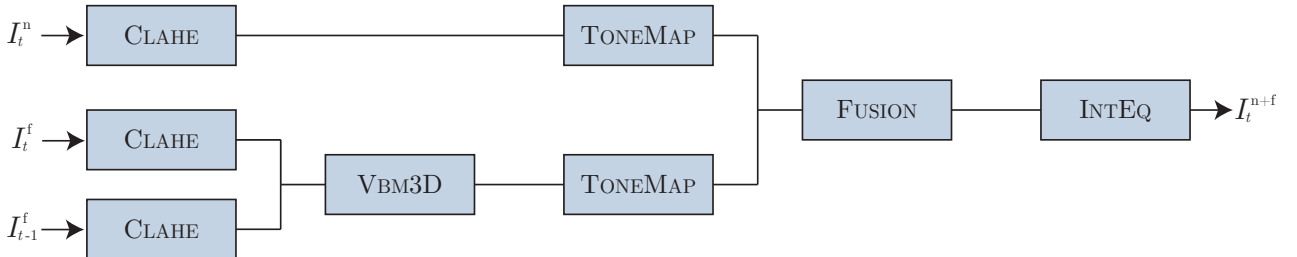 I_t^n CLAHE TONEMAP
FUSION INTEQ I_t^{n+f}
I_t^f CLAHE
VBM3D TONEMAP
I_{t-1}^f CLAHE